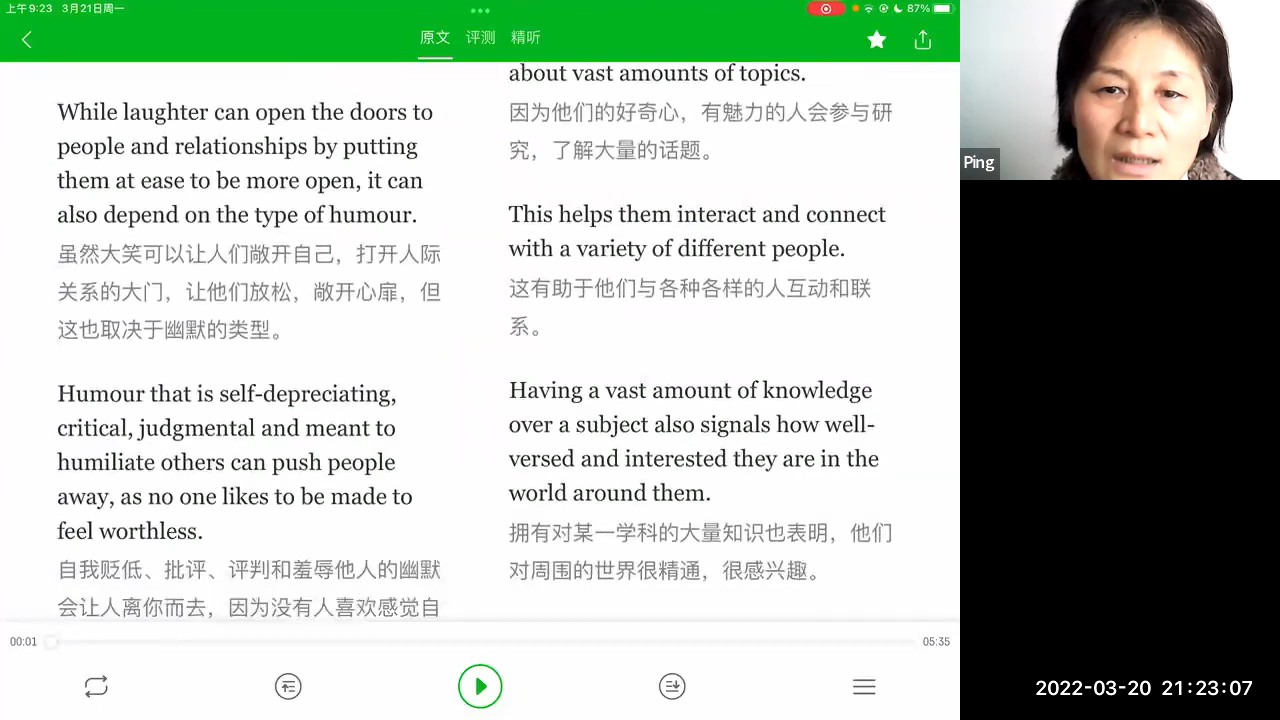 上午9:23 3月21日周一
87%
原文 评测 精听
While laughter can open the doors to
people and relationships by putting
them at ease to be more open, it can
also depend on the type of humour.
虽然大笑可以让人们敞开自己，打开人际
关系的大门，让他们放松，敞开心扉，但
这也取决于幽默的类型。
Humour that is self-depreciating,
critical, judgmental and meant to
humiliate others can push people
away, as no one likes to be made to
feel worthless.
自我贬低、批评、评判和羞辱他人的幽默
会让人离你而去，因为没有人喜欢感觉自
about vast amounts of topics.
因为他们的好奇心，有魅力的人会参与研
究，了解大量的话题。
This helps them interact and connect
with a variety of different people.
这有助于他们与各种各样的人互动和联
系。
Having a vast amount of knowledge
over a subject also signals how well-
versed and interested they are in the
world around them.
拥有对某一学科的大量知识也表明，他们
对周围的世界很精通，很感兴趣。
00:01
05:35
Ping
2022-03-20 21:23:07